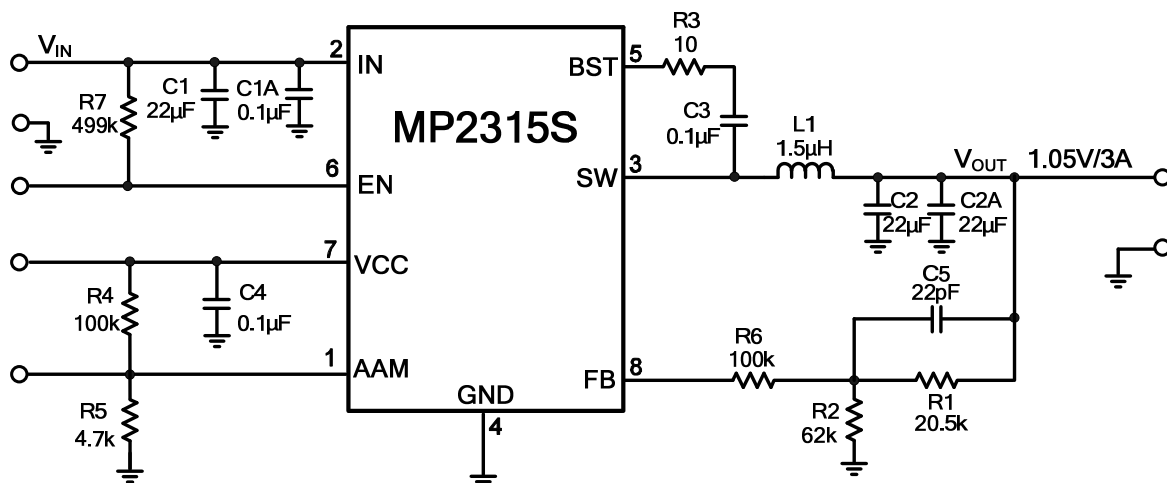 VIN
2
IN
R7
499k
C1
22µF
C1A
0.1µF
6
EN
7
VCC
R4
100k
C4
0.1µF
1
AAM
R5
4.7k
MP2315S
GND
4
BST
5
R3
10
C3
0.1µF
SW
3
L1
1.5µH
VOUT
1.05V/3A
C2
22µF
C2A
22µF
C5
22pF
FB
8
R6
100k
R2
62k
R1
20.5k